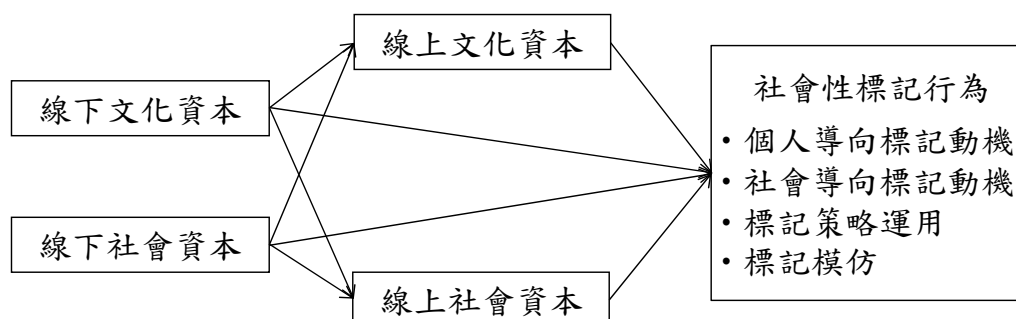 線上文化資本
線下文化資本
線下社會資本
線上社會資本
社會性標記行為
・個人導向標記動機
・社會導向標記動機
・標記策略運用
・標記模仿